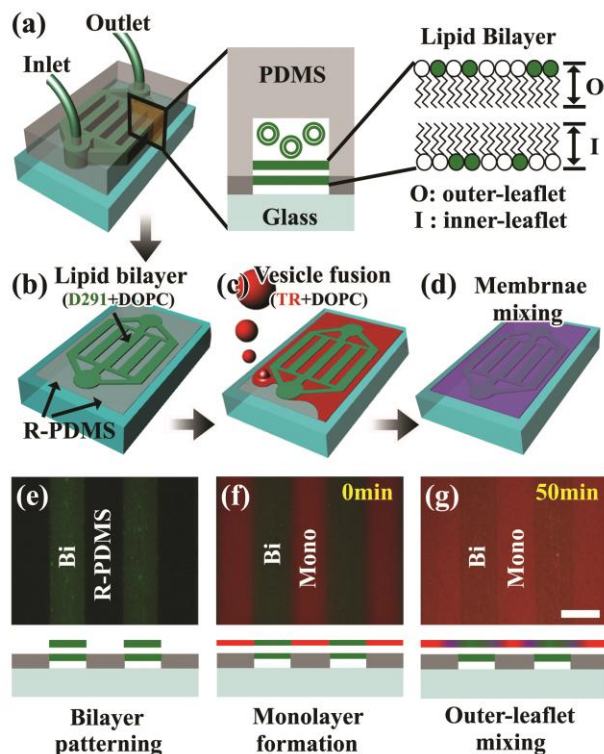 (a)
Outlet
Inlet
PDMS
Glass
Lipid Bilayer
O
I
O: outer-leaflet
I : inner-leaflet
(b)
Lipid bilayer
(D291+DOPC)
R-PDMS
(c)
Vesicle fusion
(TR+DOPC)
(d)
Membrnae
mixing
(e)
Bi
R-PDMS
(f)
0min
Bi
Mono
(g)
50min
Bi
Mono
Bilayer
patterning
Monolayer
formation
Outer-leaflet
mixing